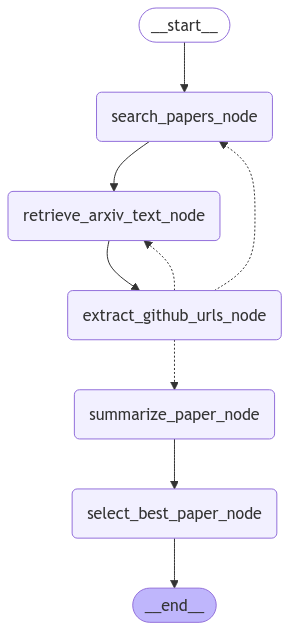 __start__
search_papers_node
retrieve_arxiv_text_node
extract_github_urls_node
summarize_paper_node
select_best_paper_node
__end__